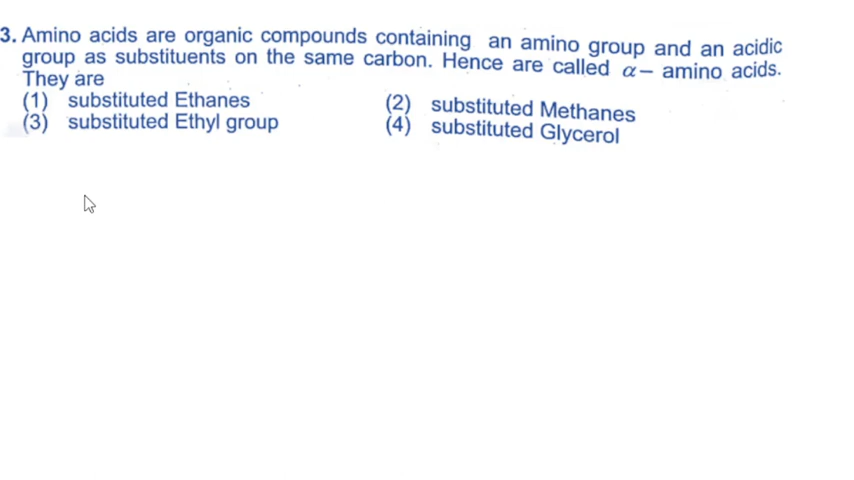 3. Amino acids are organic compounds containing an amino group and an acidic
group as substituents on the same carbon. Hence are called α− amino acids.
They are
(1) substituted Ethanes (2) substituted Methanes
(3) substituted Ethyl group (4) substituted Glycerol